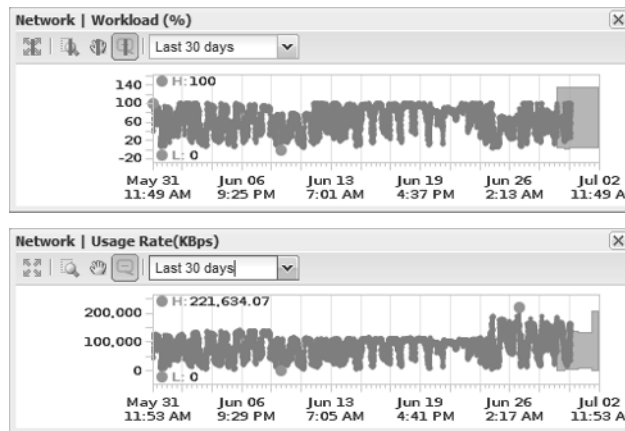 Network | Workload (%)
Last 30 days
140
H: 100
100
60
20
-20
L: 0
May 31 Jun 06 Jun 13 Jun 19 Jun 26 Jul 02
11:49 AM 9:25 PM 7:01 AM 4:37 PM 2:13 AM 11:49 A
Network | Usage Rate(KBps)
Last 30 days
H: 221,634.07
200,000
100,000
0
L: 0
May 31 Jun 06 Jun 13 Jun 19 Jun 26 Jul 02
11:53 AM 9:29 PM 7:05 AM 4:41 PM 2:17 AM 11:53 A